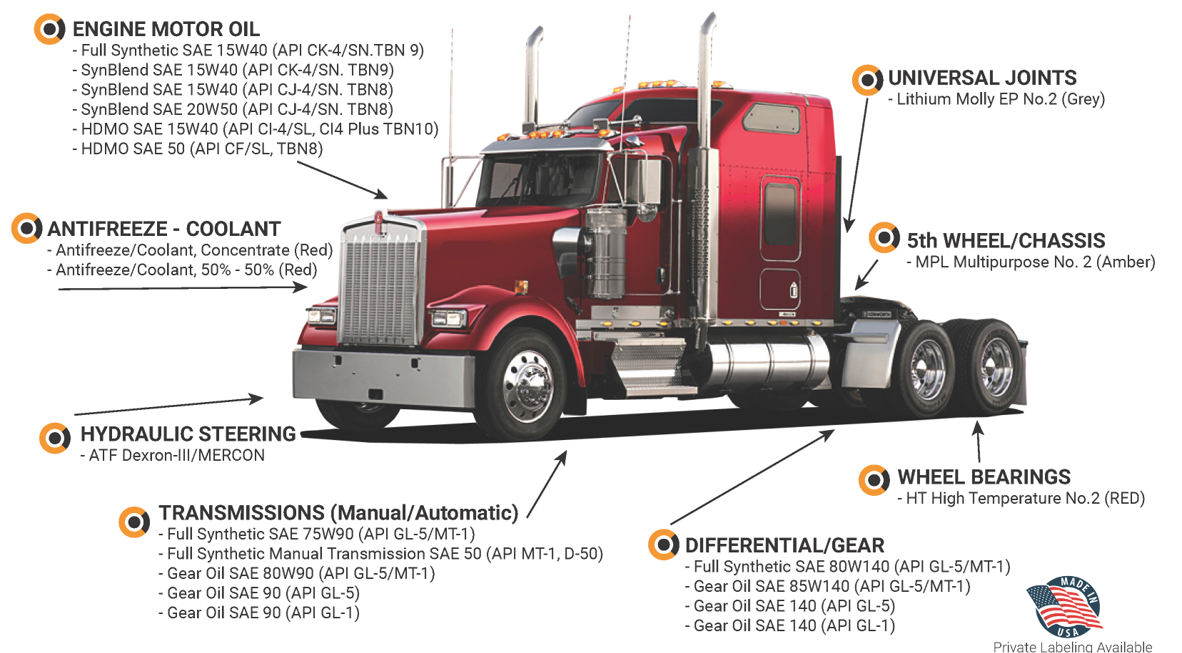 ENGINE MOTOR OIL
- Full Synthetic SAE 15W40 (API CK-4/SN.TBN 9)
- SynBlend SAE 15W40 (API CK-4/SN. TBN9)
- SynBlend SAE 15W40 (API CJ-4/SN. TBN8)
- SynBlend SAE 20W50 (API CJ-4/SN. TBN8)
- HDMO SAE 15W40 (API CI-4/SL, CI4 Plus TBN10)
- HDMO SAE 50 (API CF/SL, TBN8)
UNIVERSAL JOINTS
- Lithium Molly EP No.2 (Grey)
ANTIFREEZE - COOLANT
- Antifreeze/Coolant, Concentrate (Red)
- Antifreeze/Coolant, 50% - 50% (Red)
5th WHEEL/CHASSIS
- MPL Multipurpose No. 2 (Amber)
HYDRAULIC STEERING
- ATF Dexron-III/MERCON
WHEEL BEARINGS
- HT High Temperature No.2 (RED)
TRANSMISSIONS (Manual/Automatic)
- Full Synthetic SAE 75W90 (API GL-5/MT-1)
- Full Synthetic Manual Transmission SAE 50 (API MT-1, D-50)
- Gear Oil SAE 80W90 (API GL-5/MT-1)
- Gear Oil SAE 90 (API GL-5)
- Gear Oil SAE 90 (API GL-1)
DIFFERENTIAL/GEAR
- Full Synthetic SAE 80W140 (API GL-5/MT-1)
- Gear Oil SAE 85W140 (API GL-5/MT-1)
- Gear Oil SAE 140 (API GL-5)
- Gear Oil SAE 140 (API GL-1)
MADE IN
USA
Private Labeling Available